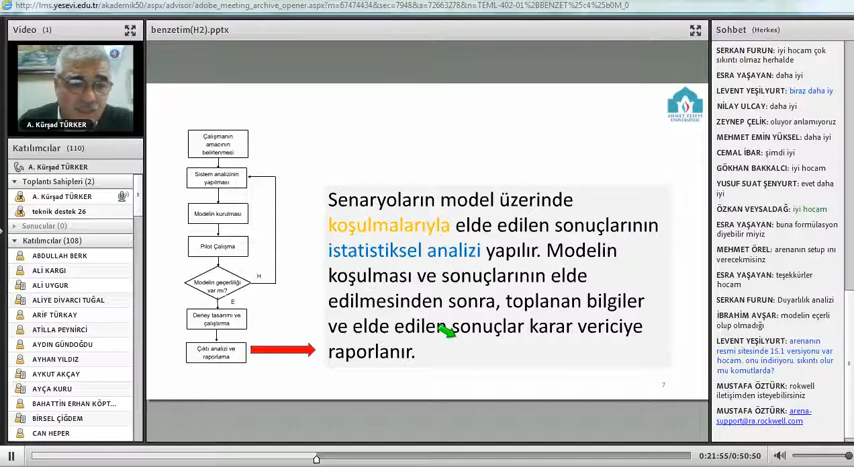 http://lms.yesevi.edu.tr/akademik50/aspx/advisor/adobe_meeting_archive_opener.aspx?m=67474434&sec=7948&ia=72663278&n=TEML-402-01%2BBENZET%25c4%25b0M_0
Video (1)
A. Kürşad TÜRKER
Katılımcılar (110)
A. Kürşad TÜRKER
Toplantı Sahipleri (2)
A. Kürşad TÜRKER
teknik destek 26
Sunucular (0)
Katılımcılar (108)
ABDULLAH BERK
ALİ KARGI
ALİ UYGUR
ALİYE DİVARCI TUĞAL
ARİF TÜRKAY
ATİLLA PEYNİRCİ
AYDIN GÜNDOĞDU
AYHAN YILDIZ
AYKUT AKÇAY
AYÇA KURU
BAHATTİN ERHAN KÖPT...
BİRSEL ÇİĞDEM
CAN HEPER
benzetim(H2).pptx
AHMET YESEVİ
ÜNİVERSİTESİ
Çalışmanın
amacının
belirlenmesi
Sistem analizinin
yapılması
Modelin kurulması
Pilot Çalışma
Modelin geçerliliği
var mı?
H
E
Deney tasarımı ve
çalıştırma
Çıktı analizi ve
raporlama
Senaryoların model üzerinde
koşulmalarıyla elde edilen sonuçlarının
istatistiksel analizi yapılır. Modelin
koşulması ve sonuçlarının elde
edilmesinden sonra, toplanan bilgiler
ve elde edilen sonuçlar karar vericiye
raporlanır.
7
Sohbet (Herkes)
SERKAN FURUN: iyi hocam çok
sıkıntı olmaz herhalde
ESRA YAŞAYAN: daha iyi
LEVENT YEŞİLYURT: biraz daha iy
NİLAY ULCAY: daha iyi
ZEYNEP ÇELİK: oluyor anlamıyoruz
MEHMET EMİN YÜKSEL: daha iyi
CEMAL İBAR: şimdi iyi
GÖKHAN BAKKALCI: iyi hocam
YUSUF SUAT ŞENYURT: evet daha
iyi
ÖZKAN VEYSALDAĞ: iyi hocam
ESRA YAŞAYAN: buna formülasyon
diyebilir miyiz
MEHMET ÖREL: arenanın setup ını
verecekmisiniz
ESRA YAŞAYAN: teşekkürler
hocam
SERKAN FURUN: Duyarlılık analizi
İBRAHİM AVŞAR: modelin eçerli
olup olmadığı
LEVENT YEŞİLYURT: arenanın
resmi sitesinde 15.1 versiyonu var
hocam. onu indiriyoru. sıkıntı olur
mu komutlarda?
MUSTAFA ÖZTÜRK: rokwell
iletişimden isteyebilirsiniz
MUSTAFA ÖZTÜRK: arena-
support@ra.rockwell.com
0:21:55/0:50:50